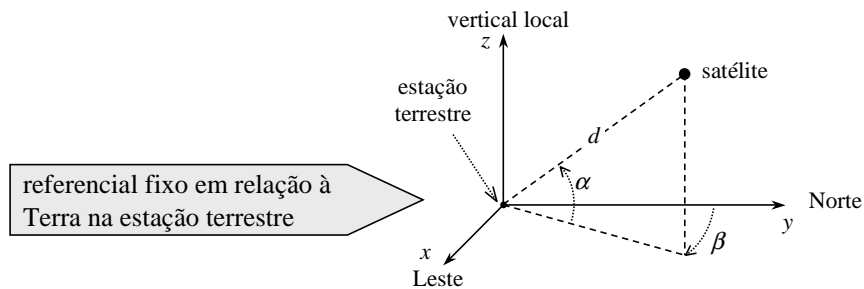 vertical local
z
satélite
estação
terrestre
d
α
referencial fixo em relação à
Terra na estação terrestre
Norte
y
β
x
Leste